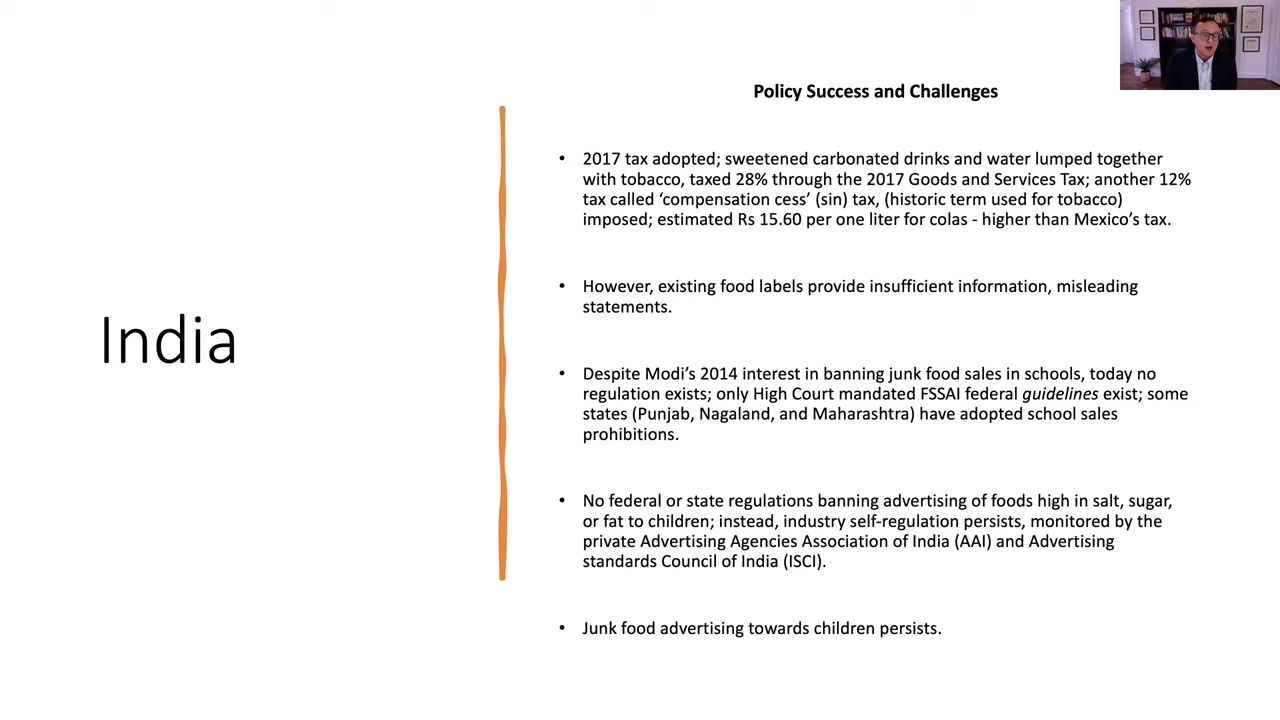 Policy Success and Challenges
• 2017 tax adopted; sweetened carbonated drinks and water lumped together
with tobacco, taxed 28% through the 2017 Goods and Services Tax; another 12%
tax called ‘compensation cess’ (sin) tax, (historic term used for tobacco)
imposed; estimated Rs 15.60 per one liter for colas - higher than Mexico’s tax.
• However, existing food labels provide insufficient information, misleading
statements.
India
• Despite Modi’s 2014 interest in banning junk food sales in schools, today no
regulation exists; only High Court mandated FSSAI federal guidelines exist; some
states (Punjab, Nagaland, and Maharashtra) have adopted school sales
prohibitions.
• No federal or state regulations banning advertising of foods high in salt, sugar,
or fat to children; instead, industry self-regulation persists, monitored by the
private Advertising Agencies Association of India (AAI) and Advertising
standards Council of India (ISCI).
• Junk food advertising towards children persists.